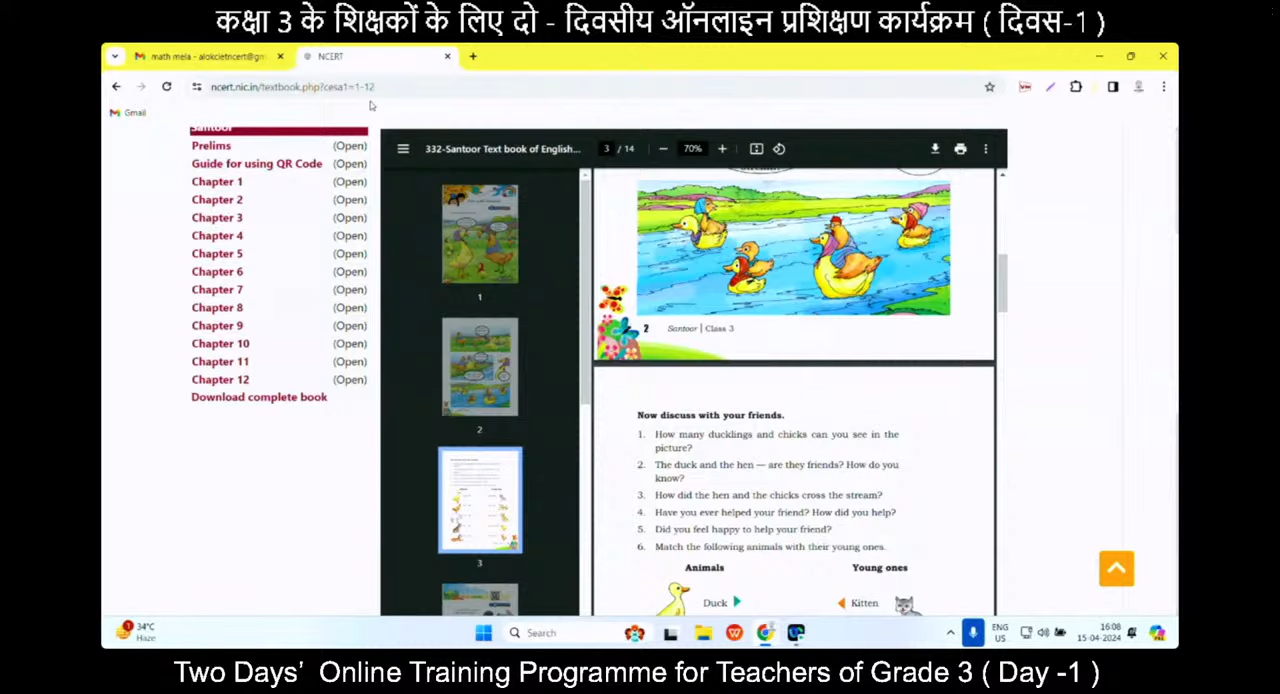 कक्षा 3 के शिक्षकों के लिए दो - दिवसीय ऑनलाइन प्रशिक्षण कार्यक्रम ( दिवस-1 )
math mela - alokcietncert@gm
NCERT
ncert.nic.in/textbook.php?cesa1=1-12
Gmail
Santoor
Prelims (Open)
Guide for using QR Code (Open)
Chapter 1 (Open)
Chapter 2 (Open)
Chapter 3 (Open)
Chapter 4 (Open)
Chapter 5 (Open)
Chapter 6 (Open)
Chapter 7 (Open)
Chapter 8 (Open)
Chapter 9 (Open)
Chapter 10 (Open)
Chapter 11 (Open)
Chapter 12 (Open)
Download complete book
332-Santoor Text book of English... 3 / 14 70%
1
2
3
2 Santoor | Class 3
Now discuss with your friends.
1. How many ducklings and chicks can you see in the
picture?
2. The duck and the hen — are they friends? How do you
know?
3. How did the hen and the chicks cross the stream?
4. Have you ever helped your friend? How did you help?
5. Did you feel happy to help your friend?
6. Match the following animals with their young ones.
Animals Young ones
Duck Kitten
1 34°C
Haze
Search
ENG
US
16:08
15-04-2024
Two Days' Online Training Programme for Teachers of Grade 3 ( Day -1 )